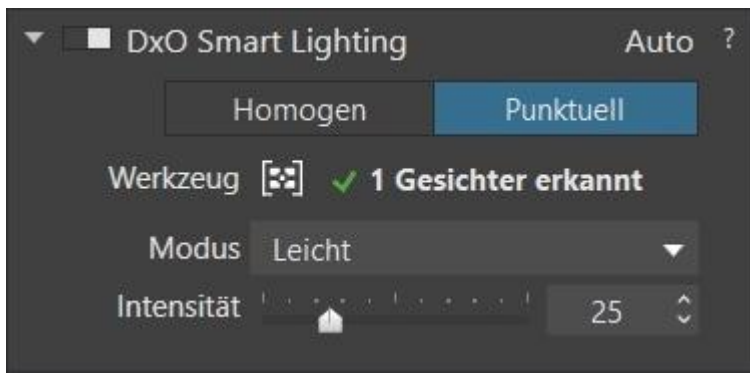 DxO Smart Lighting Auto ?
Homogen Punktuell
Werkzeug 1 Gesichter erkannt
Modus Leicht
Intensität 25